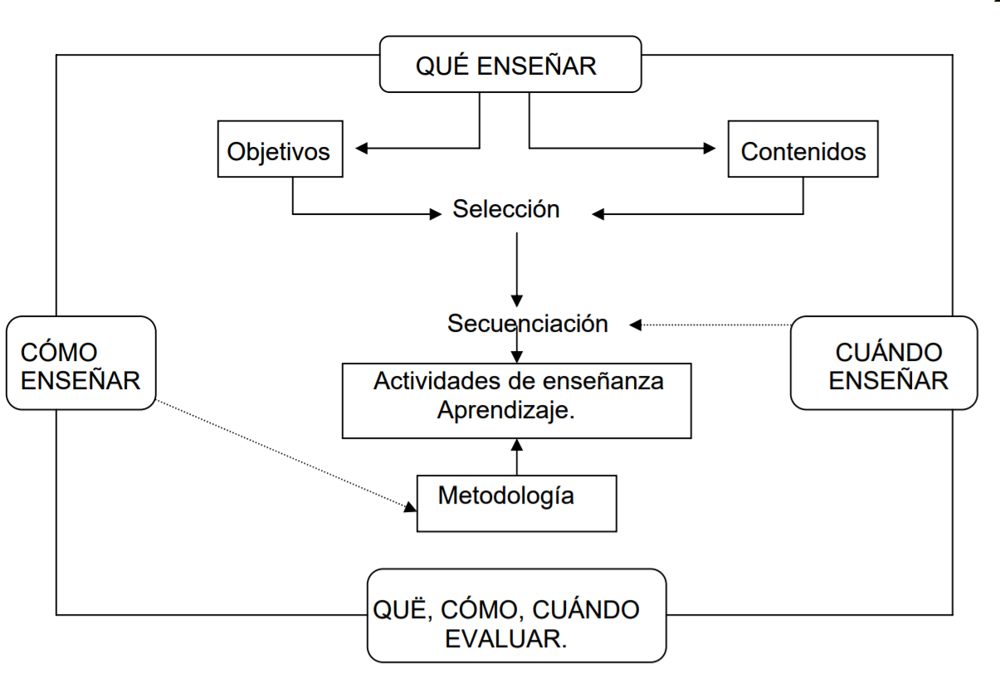 QUÉ ENSEÑAR
Objetivos
Contenidos
Selección
Secuenciación
CÓMO
ENSEÑAR
CUÁNDO
ENSEÑAR
Actividades de enseñanza
Aprendizaje.
Metodología
QUË, CÓMO, CUÁNDO
EVALUAR.